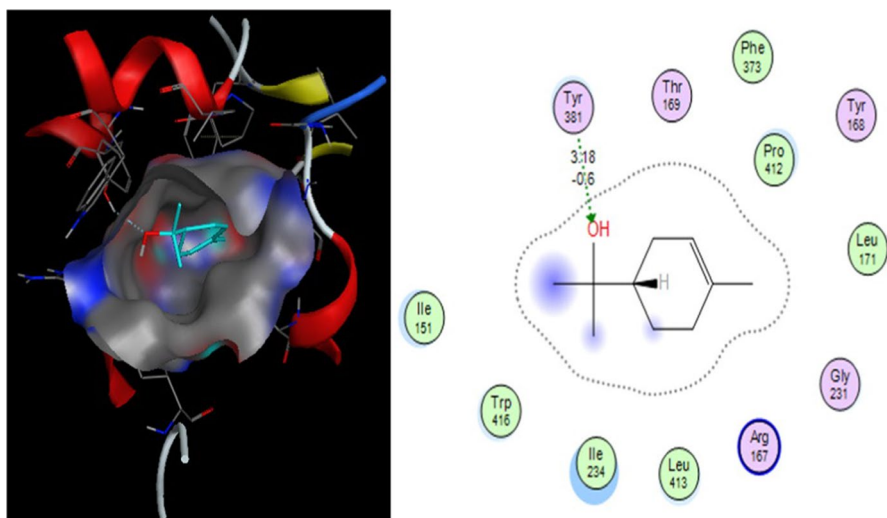 Phe
373
Tyr
381
Thr
169
Tyr
168
3.18
-0.6
Pro
412
OH
Leu
171
H
Ile
151
Gly
231
Trp
416
Arg
167
Ile
234
Leu
413